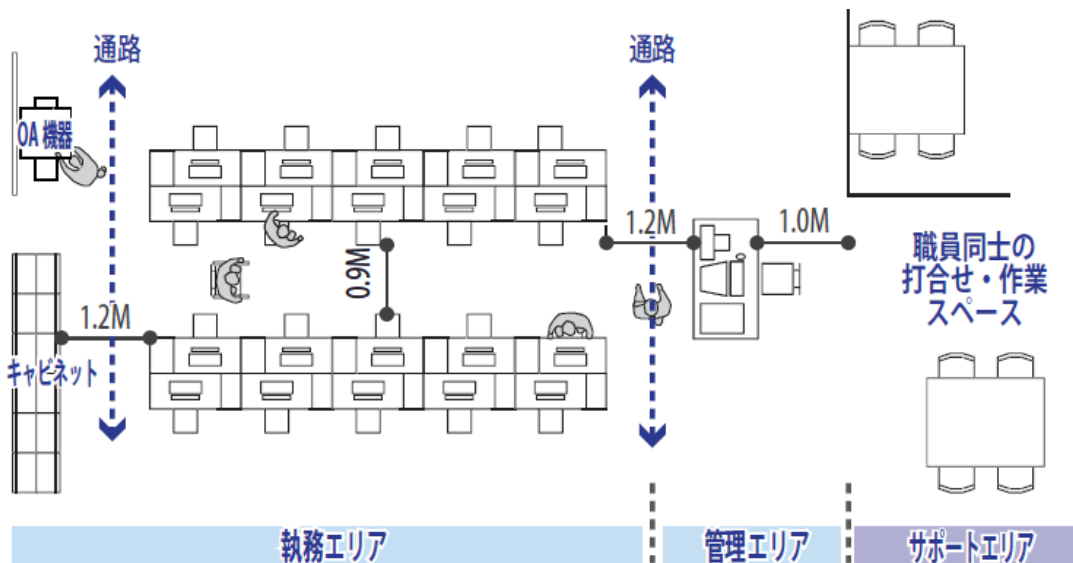 通路
通路
OA 機器
1.2M
1.0M
0.9M
職員同士の
打合せ・作業
スペース
1.2M
キャビネット
執務エリア
管理エリア
サポートエリア